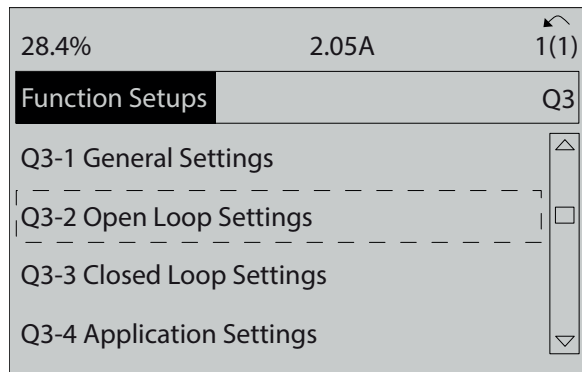 28.4% 2.05A 1(1)
Function Setups Q3
Q3-1 General Settings
Q3-2 Open Loop Settings
Q3-3 Closed Loop Settings
Q3-4 Application Settings